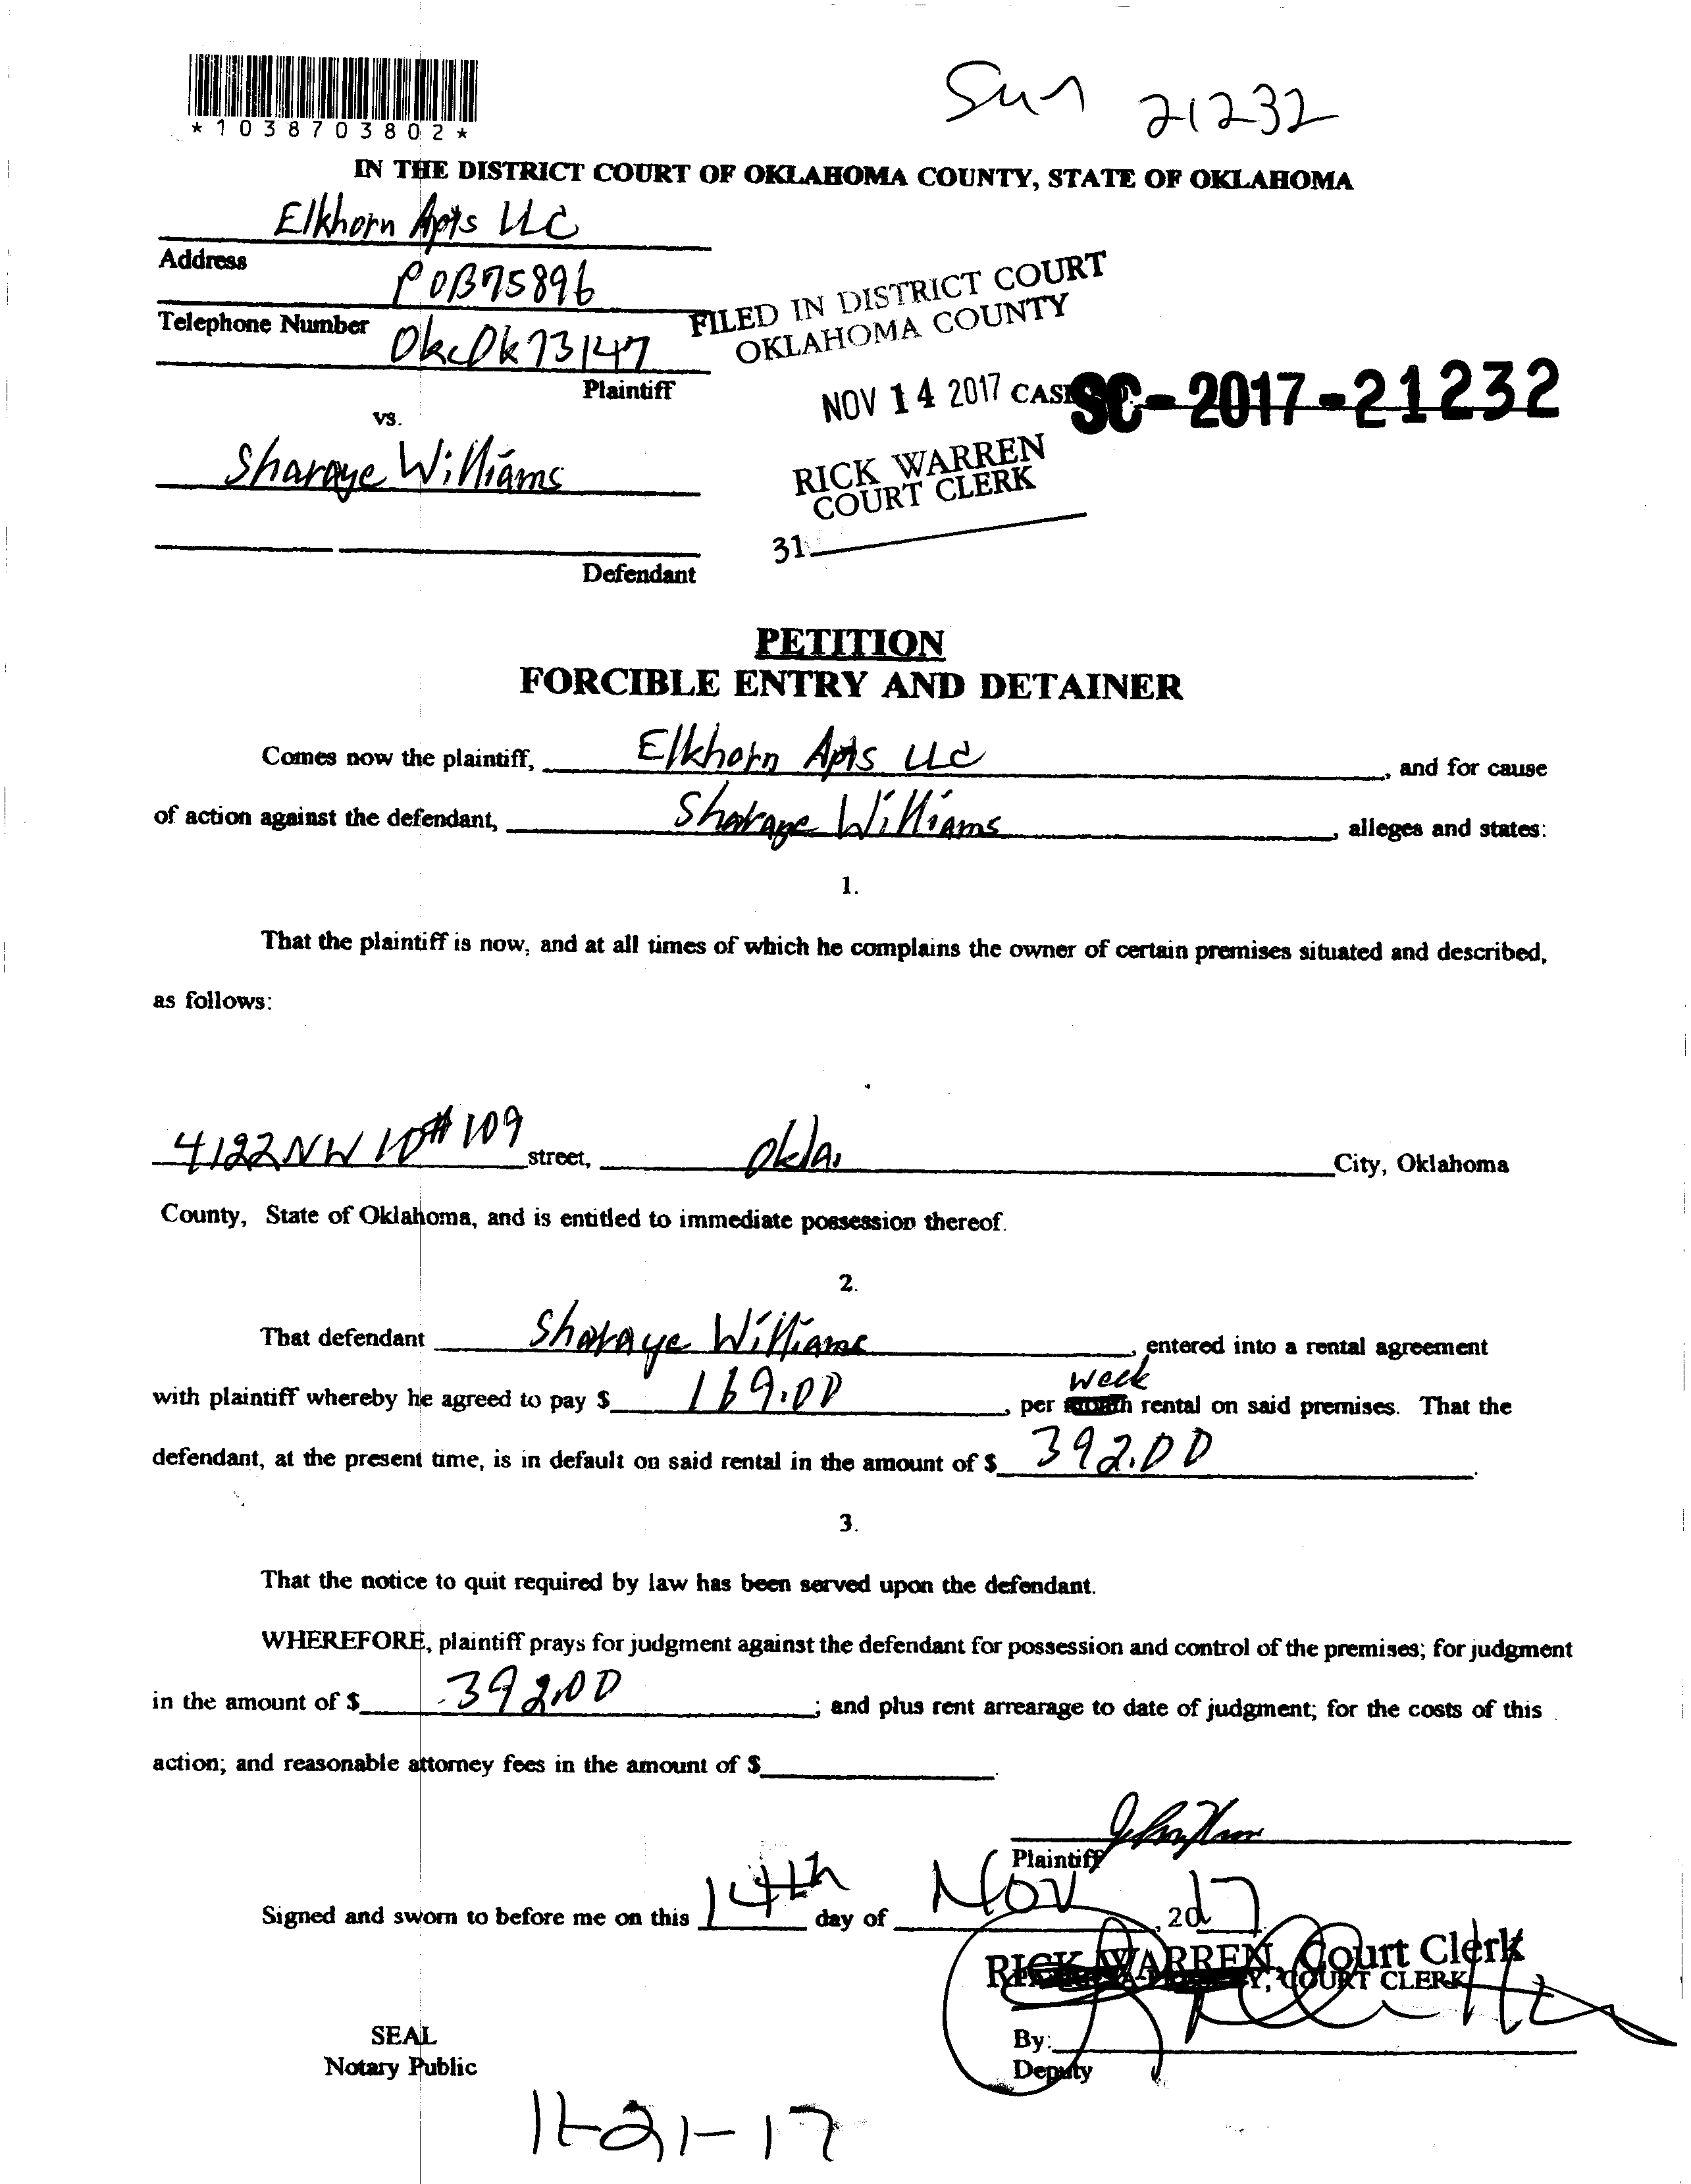 *1038703802*
Sun 21232
IN THE DISTRICT COURT OF OKLAHOMA COUNTY, STATE OF OKLAHOMA
Elkhorn Apts LLC
Address
POB75896
Telephone Number
OkcOk73147
Plaintiff
FILED IN DISTRICT COURT
OKLAHOMA COUNTY
NOV 14 2017
CAS SC-2017-21232
RICK WARREN
COURT CLERK
31
vs.
Sharaye Williams
Defendant
PETITION
FORCIBLE ENTRY AND DETAINER
Comes now the plaintiff, Elkhorn Apts LLC, and for cause
of action against the defendant, Sharaye Williams, alleges and states:
1.
That the plaintiff is now, and at all times of which he complains the owner of certain premises situated and described,
as follows:
4122 NW 10 #109 street, Okla. City, Oklahoma
County, State of Oklahoma, and is entitled to immediate possession thereof.
2.
That defendant Sharaye Williams, entered into a rental agreement
week
with plaintiff whereby he agreed to pay $ 169.00, per month rental on said premises. That the
defendant, at the present time, is in default on said rental in the amount of $ 392.00.
3.
That the notice to quit required by law has been served upon the defendant.
WHEREFORE, plaintiff prays for judgment against the defendant for possession and control of the premises; for judgment
in the amount of $ 392.00; and plus rent arrearage to date of judgment; for the costs of this
action; and reasonable attorney fees in the amount of $.
Plaintiff
Signed and sworn to before me on this 14th day of Nov, 2017
RICK WARREN, Court Clerk
COURT CLERK
SEAL
Notary Public
By:
Deputy
11-21-17